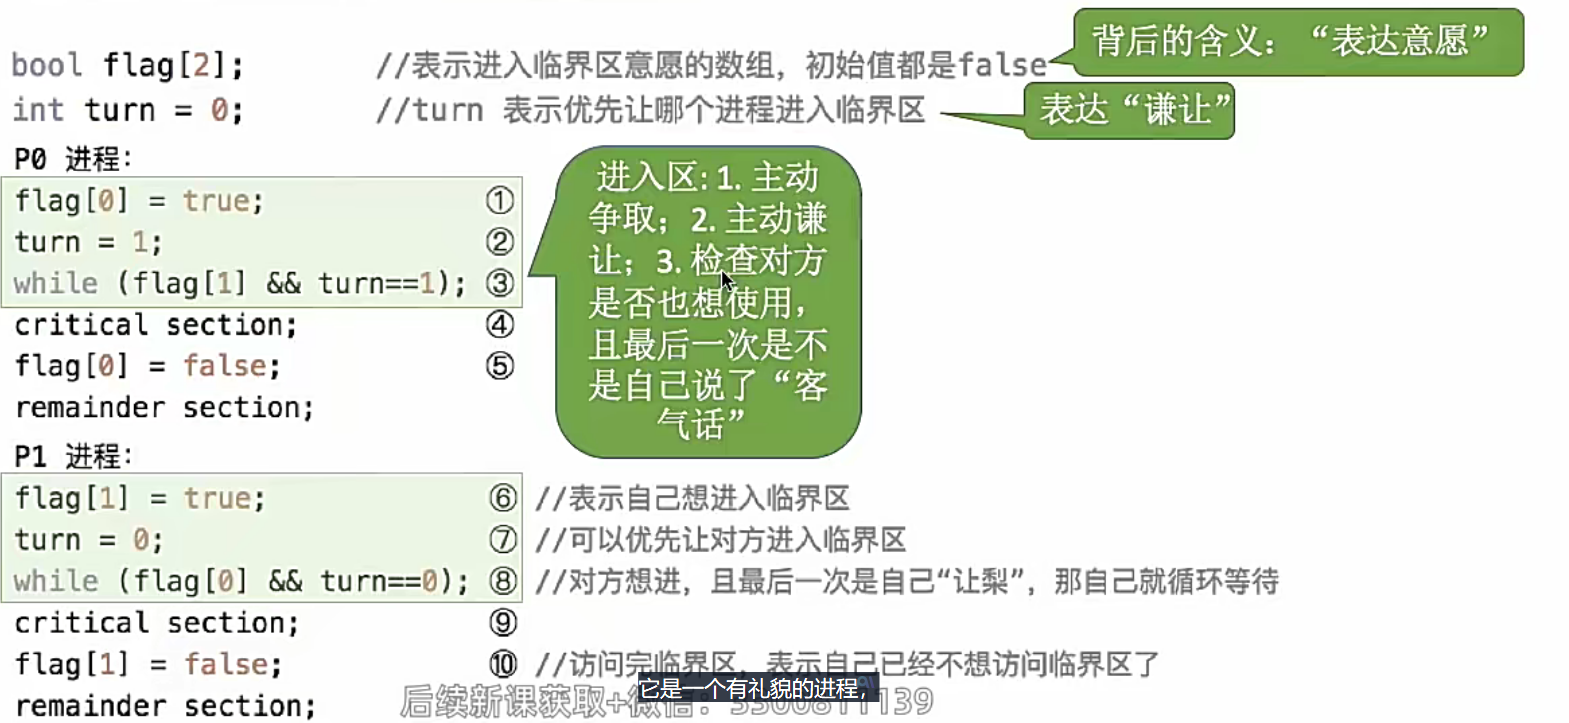 背后的含义：“表达意愿”
bool flag[2]; //表示进入临界区意愿的数组，初始值都是false
int turn = 0; //turn 表示优先让哪个进程进入临界区
表达“谦让”
P0 进程：
flag[0] = true; ①
turn = 1; ②
while (flag[1] && turn==1); ③
critical section; ④
flag[0] = false; ⑤
remainder section;
进入区：1. 主动
争取；2. 主动谦
让；3. 检查对方
是否也想使用，
且最后一次是不
是自己说了“客
气话”
P1 进程：
flag[1] = true; ⑥ //表示自己想进入临界区
turn = 0; ⑦ //可以优先让对方进入临界区
while (flag[0] && turn==0); ⑧ //对方想进，且最后一次是自己“让梨”，那自己就循环等待
critical section; ⑨
flag[1] = false; ⑩ //访问完临界区，表示自己已经不想访问临界区了
remainder section;
后续新课获取+微信：
它是一个有礼貌的进程，